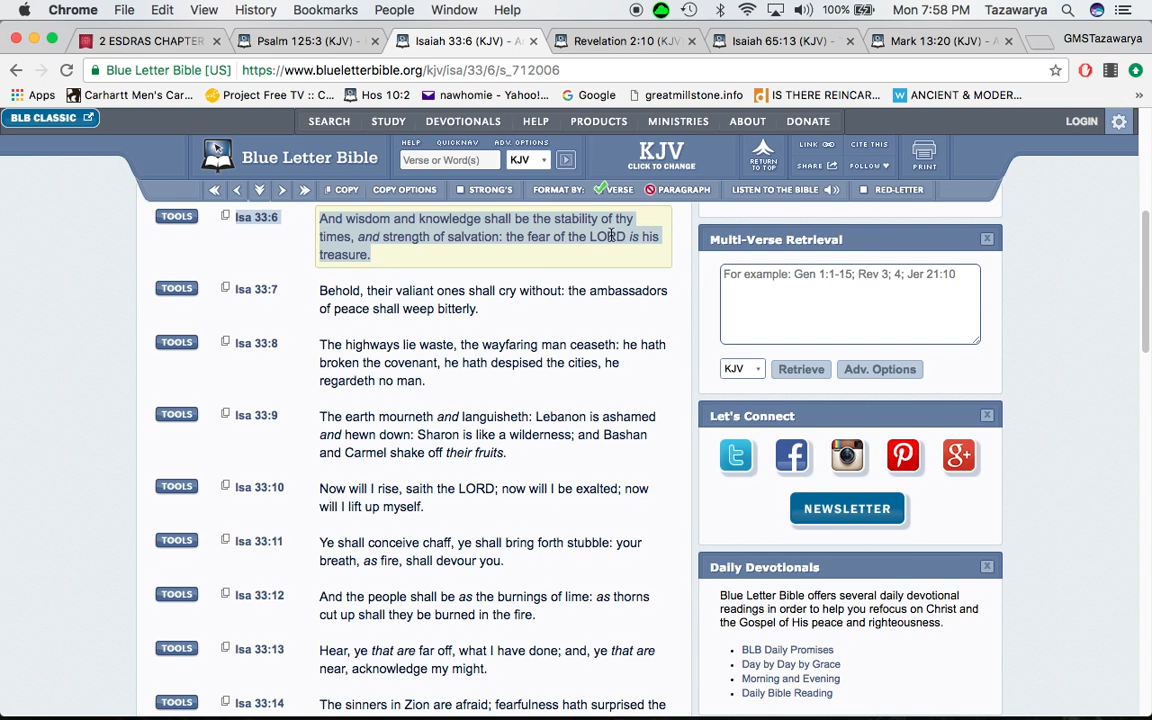 Chrome File Edit View History Bookmarks People Window Help 100% Mon 7:58 PM Tazawarya
2 ESDRAS CHAPTER Psalm 125:3 (KJV) - Isaiah 33:6 (KJV) - A Revelation 2:10 (KJV) Isaiah 65:13 (KJV) - Mark 13:20 (KJV) - A GMSTazawarya
Blue Letter Bible [US] https://www.blueletterbible.org/kjv/isa/33/6/s_712006
Apps Carhartt Men's Car... Project Free TV :: C... Hos 10:2 nawhomie - Yahoo!... Google greatmillstone.info IS THERE REINCAR... ANCIENT & MODER... »
BLB CLASSIC SEARCH STUDY DEVOTIONALS HELP PRODUCTS MINISTRIES ABOUT DONATE LOGIN
HELP QUICKNAV ADV. OPTIONS
Blue Letter Bible Verse or Word(s) KJV
KJV
CLICK TO CHANGE
RETURN
TO TOP
LINK CITE THIS
SHARE FOLLOW PRINT
COPY COPY OPTIONS STRONG'S FORMAT BY: VERSE PARAGRAPH LISTEN TO THE BIBLE RED-LETTER
TOOLS Isa 33:6 And wisdom and knowledge shall be the stability of thy
times, and strength of salvation: the fear of the LORD is his
treasure.
TOOLS Isa 33:7 Behold, their valiant ones shall cry without: the ambassadors
of peace shall weep bitterly.
TOOLS Isa 33:8 The highways lie waste, the wayfaring man ceaseth: he hath
broken the covenant, he hath despised the cities, he
regardeth no man.
TOOLS Isa 33:9 The earth mourneth and languisheth: Lebanon is ashamed
and hewn down: Sharon is like a wilderness; and Bashan
and Carmel shake off their fruits.
TOOLS Isa 33:10 Now will I rise, saith the LORD; now will I be exalted; now
will I lift up myself.
TOOLS Isa 33:11 Ye shall conceive chaff, ye shall bring forth stubble: your
breath, as fire, shall devour you.
TOOLS Isa 33:12 And the people shall be as the burnings of lime: as thorns
cut up shall they be burned in the fire.
TOOLS Isa 33:13 Hear, ye that are far off, what I have done; and, ye that are
near, acknowledge my might.
TOOLS Isa 33:14 The sinners in Zion are afraid; fearfulness hath surprised the
Multi-Verse Retrieval
For example: Gen 1:1-15; Rev 3; 4; Jer 21:10
KJV Retrieve Adv. Options
Let's Connect
NEWSLETTER
Daily Devotionals
Blue Letter Bible offers several daily devotional
readings in order to help you refocus on Christ and
the Gospel of His peace and righteousness.
BLB Daily Promises
Day by Day by Grace
Morning and Evening
Daily Bible Reading